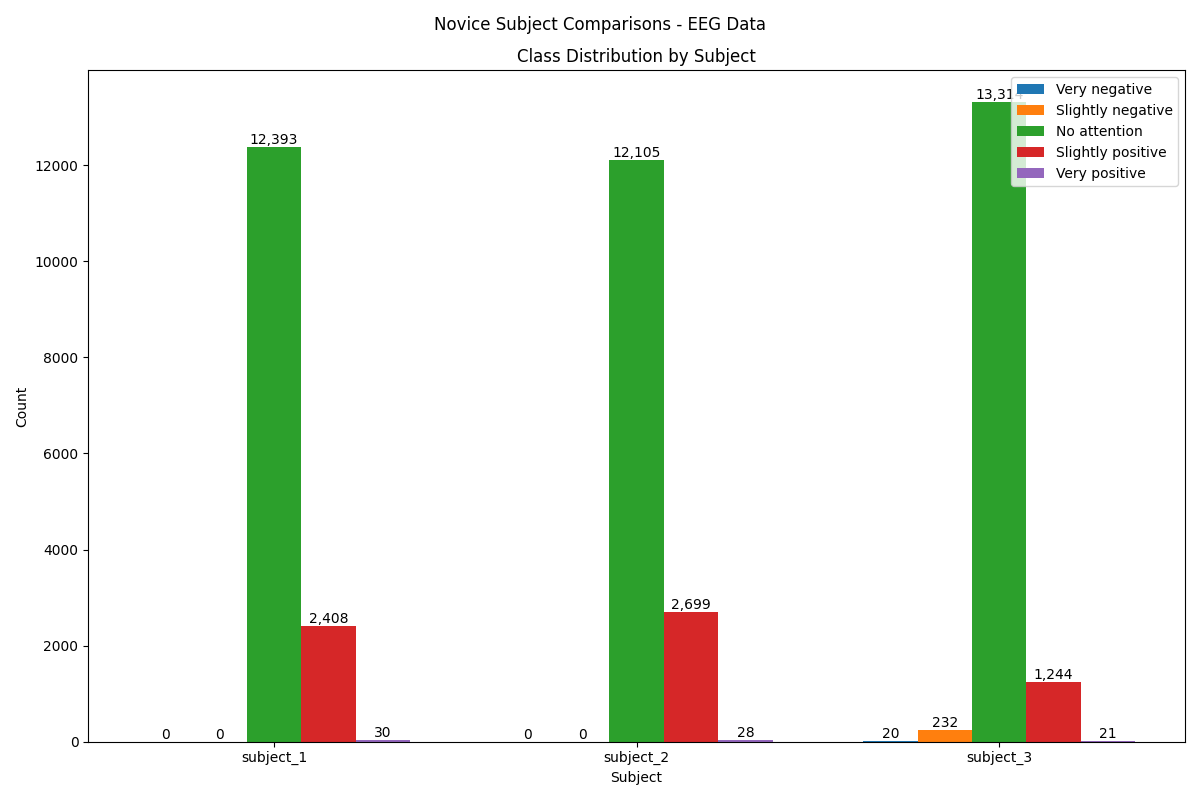 Novice Subject Comparisons - EEG Data
Class Distribution by Subject
Very negative
Slightly negative
No attention
Slightly positive
Very positive
Count
12000
10000
8000
6000
4000
2000
0
0
0
12,393
2,408
30
0
0
12,105
2,699
28
20
232
13,314
1,244
21
subject_1
subject_2
subject_3
Subject